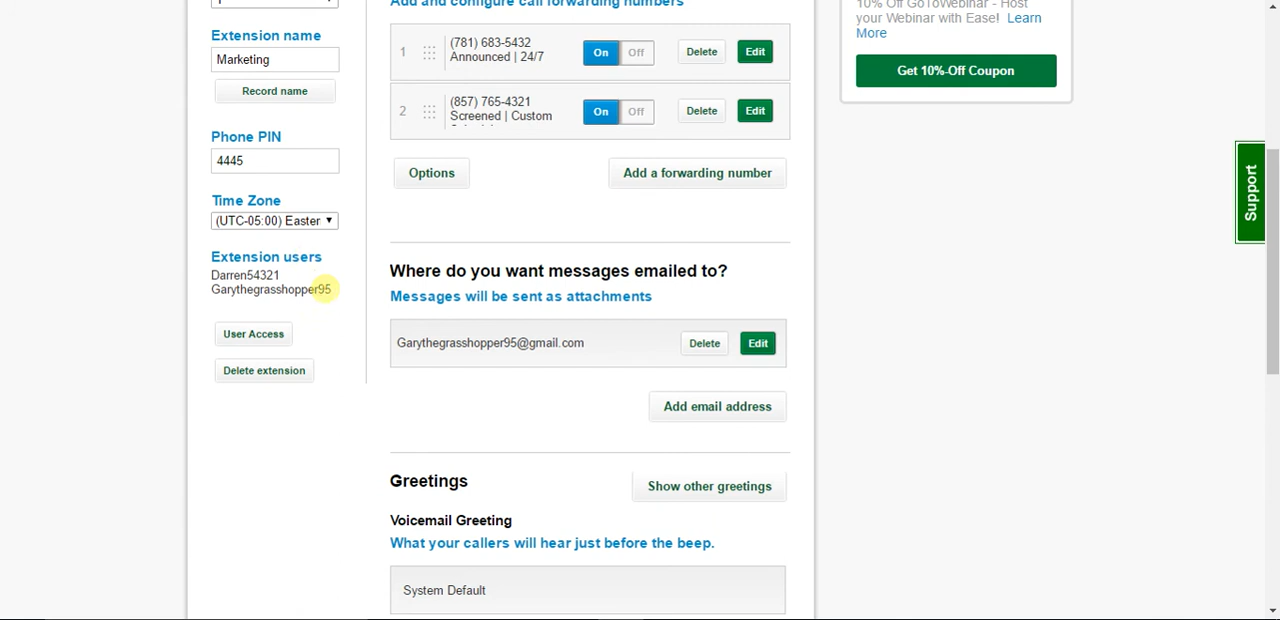 Add and configure call forwarding numbers
10% Off GoToWebinar - Host
your Webinar with Ease! Learn
More
Get 10%-Off Coupon
Extension name
Marketing
Record name
Phone PIN
4445
Time Zone
(UTC-05:00) Easter
Extension users
Darren54321
Garythegrasshopper95
User Access
Delete extension
1 (781) 683-5432
Announced | 24/7
On Off Delete Edit
2 (857) 765-4321
Screened | Custom
On Off Delete Edit
Options Add a forwarding number
Where do you want messages emailed to?
Messages will be sent as attachments
Garythegrasshopper95@gmail.com Delete Edit
Add email address
Greetings Show other greetings
Voicemail Greeting
What your callers will hear just before the beep.
System Default
Support